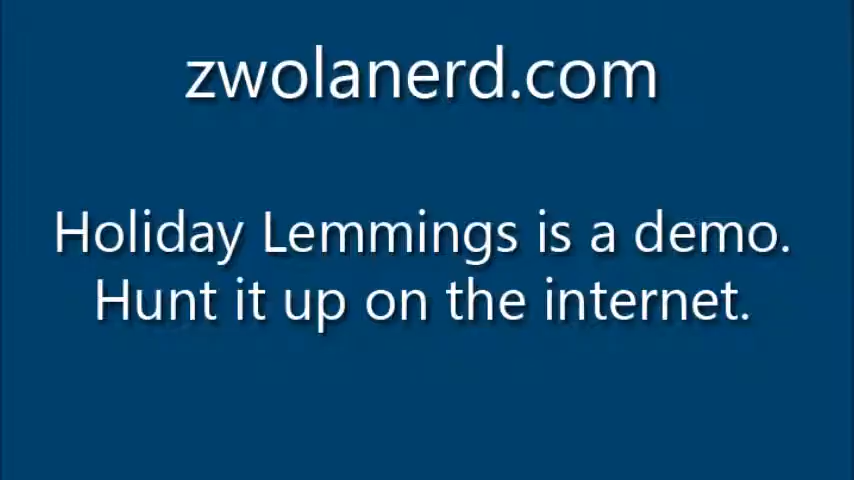 zwolanerd.com
Holiday Lemmings is a demo.
Hunt it up on the internet.